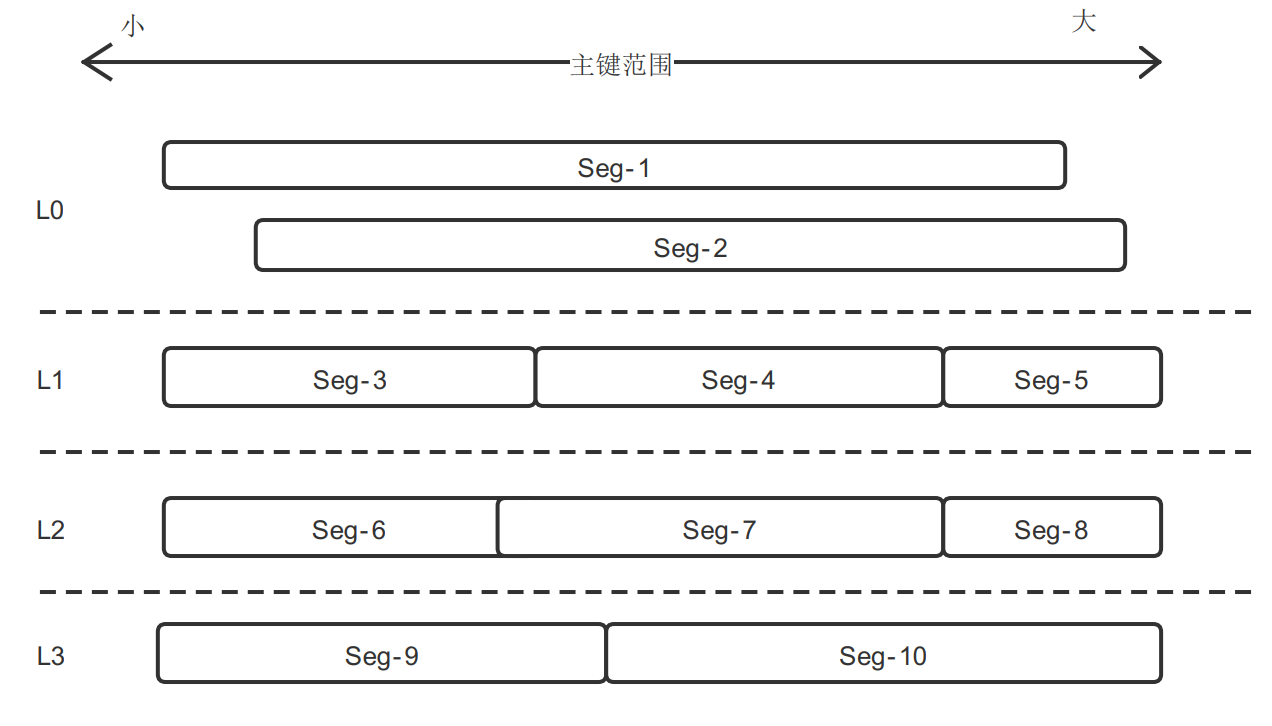 小
大
主键范围
Seg-1
L0
Seg-2
L1
Seg-3
Seg-4
Seg-5
L2
Seg-6
Seg-7
Seg-8
L3
Seg-9
Seg-10